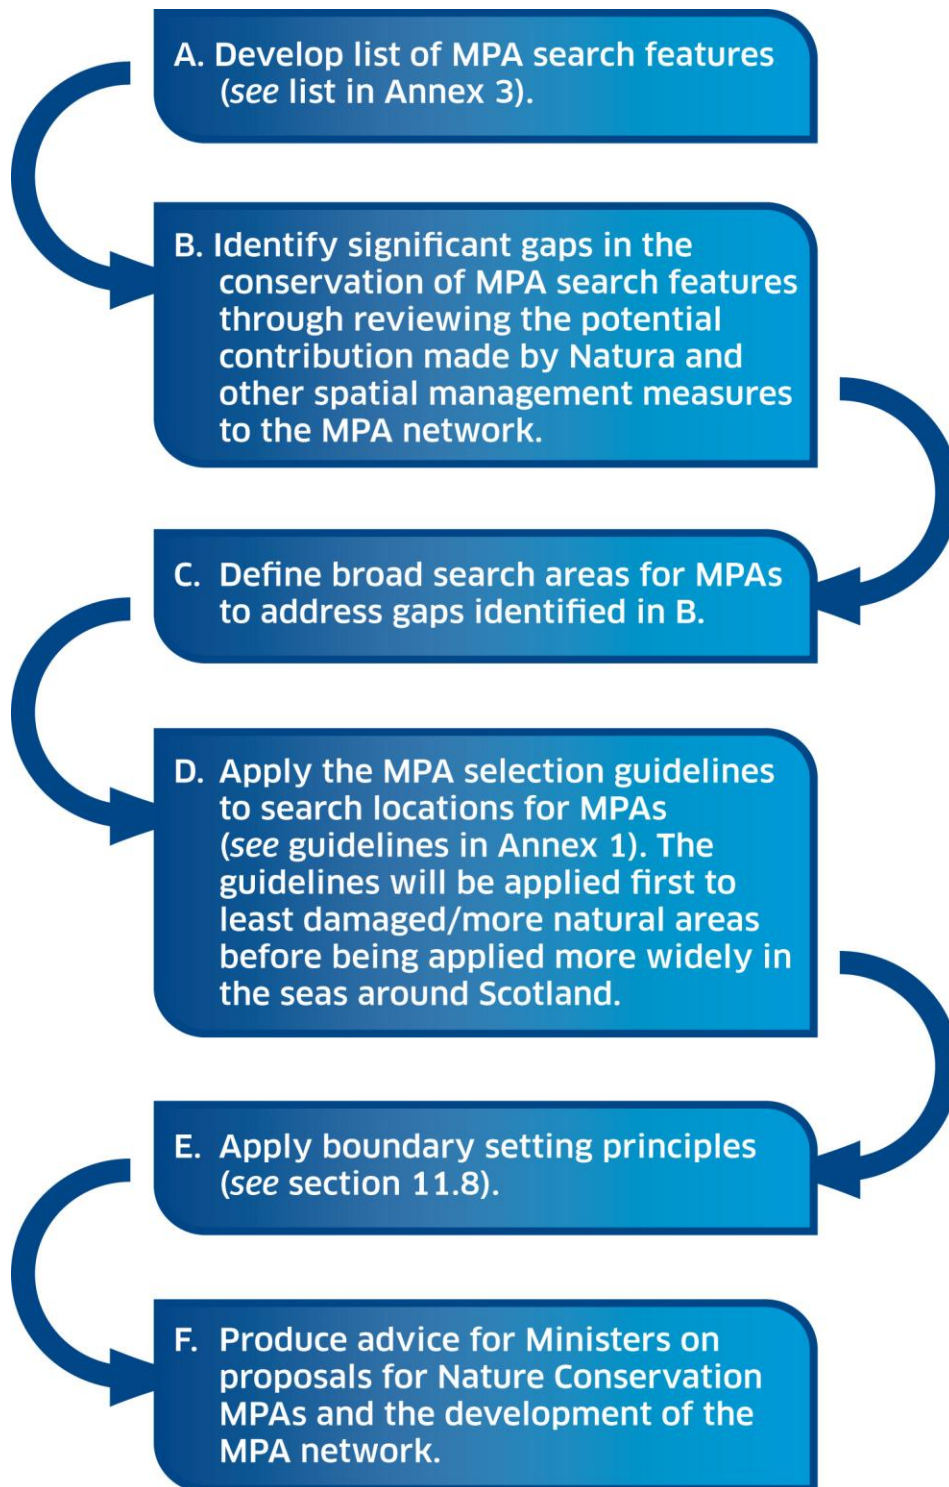 A. Develop list of MPA search features
(see list in Annex 3).
B. Identify significant gaps in the
conservation of MPA search features
through reviewing the potential
contribution made by Natura and
other spatial management measures
to the MPA network.
C. Define broad search areas for MPAs
to address gaps identified in B.
D. Apply the MPA selection guidelines
to search locations for MPAs
(see guidelines in Annex 1). The
guidelines will be applied first to
least damaged/more natural areas
before being applied more widely in
the seas around Scotland.
E. Apply boundary setting principles
(see section 11.8).
F. Produce advice for Ministers on
proposals for Nature Conservation
MPAs and the development of the
MPA network.